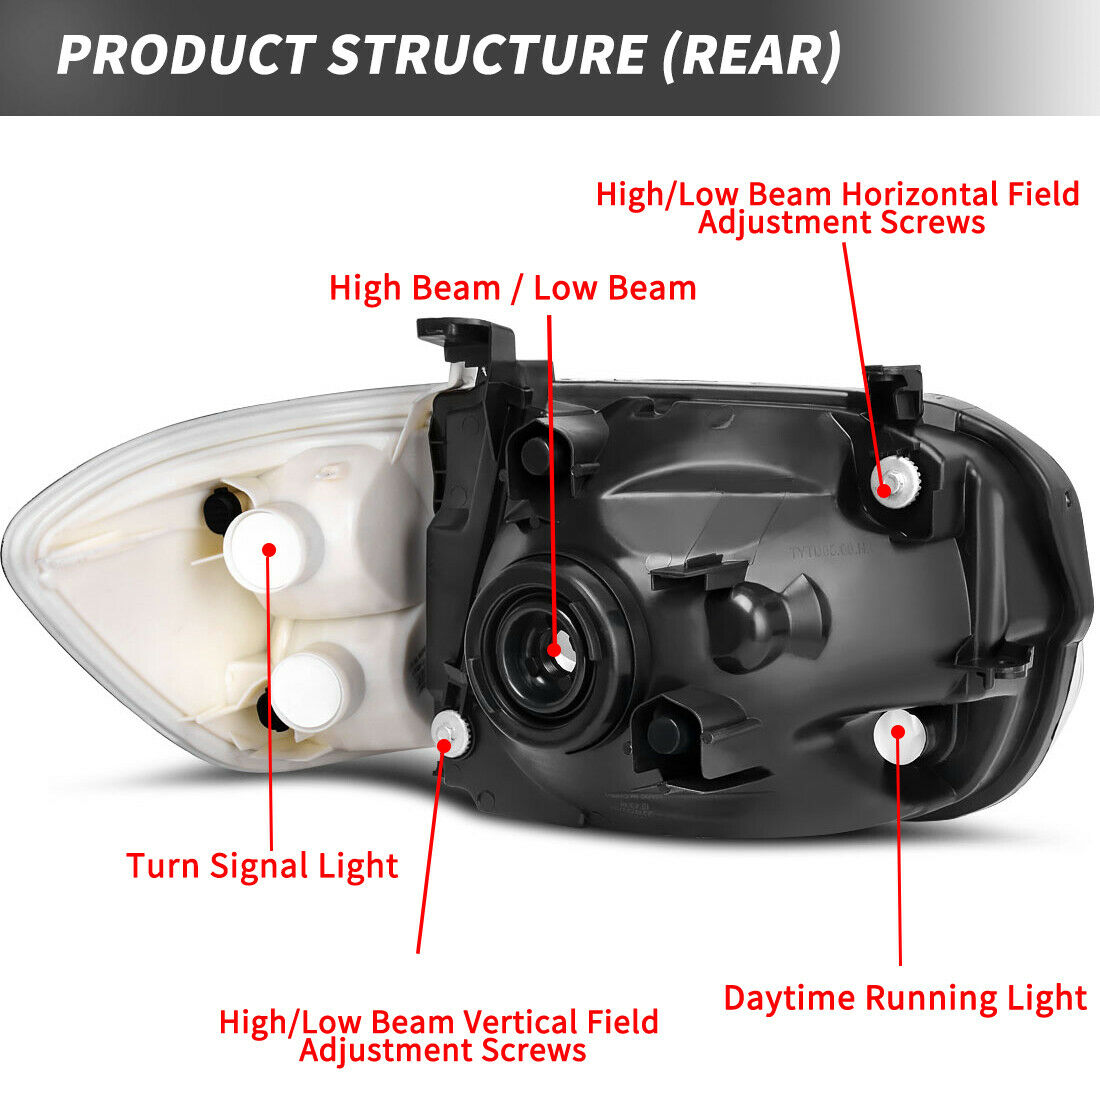 PRODUCT STRUCTURE (REAR)
High/Low Beam Horizontal Field
Adjustment Screws
High Beam / Low Beam
Turn Signal Light
Daytime Running Light
High/Low Beam Vertical Field
Adjustment Screws